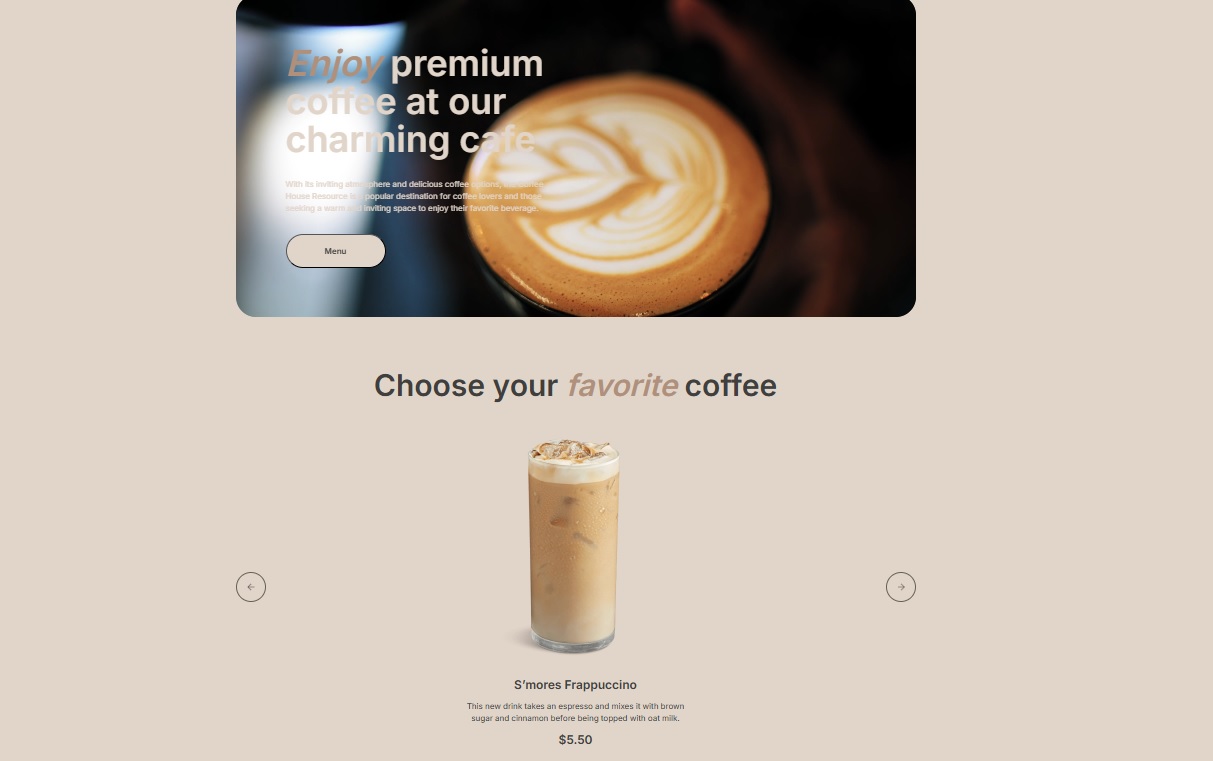 Enjoy premium
coffee at our
charming cafe
With its inviting atmosphere and delicious coffee options, the Coffee
House Resource is a popular destination for coffee lovers and those
seeking a warm and inviting space to enjoy their favorite beverage.
Menu
Choose your favorite coffee
S’mores Frappuccino
This new drink takes an espresso and mixes it with brown
sugar and cinnamon before being topped with oat milk.
$5.50